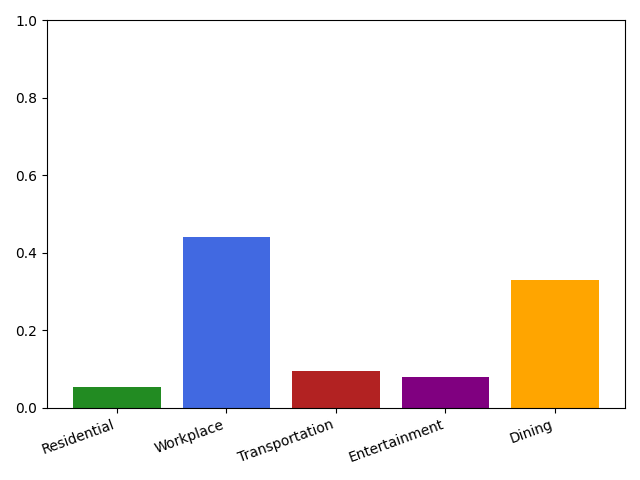 1.0
0.8
0.6
0.4
0.2
0.0
Residential
Workplace
Transportation
Entertainment
Dining